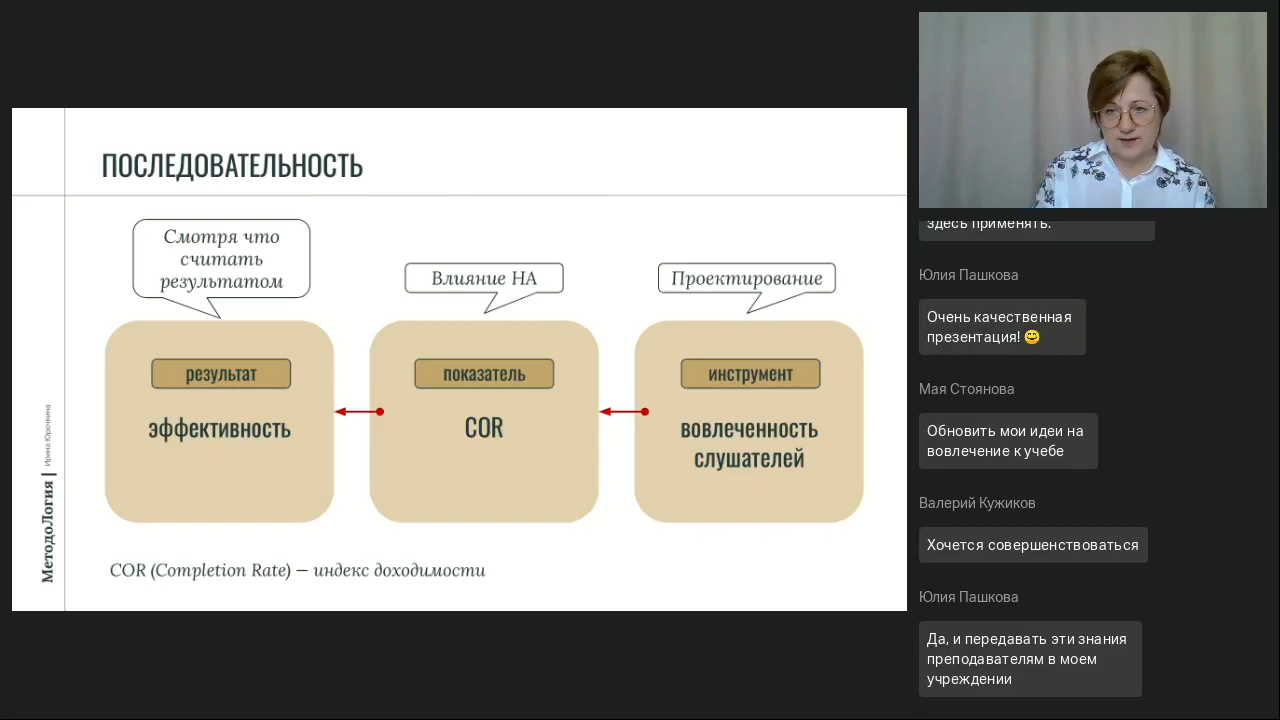 ПОСЛЕДОВАТЕЛЬНОСТЬ
Смотря что
считать
результатом
Влияние НА
Проектирование
результат
эффективность
показатель
COR
инструмент
вовлеченность
слушателей
COR (Completion Rate) — индекс доходимости
МетодоЛогия | Ирина Юрочкина
здесь применять.
Юлия Пашкова
Очень качественная
презентация! 😊
Мая Стоянова
Обновить мои идеи на
вовлечение к учебе
Валерий Кужиков
Хочется совершенствоваться
Юлия Пашкова
Да, и передавать эти знания
преподавателям в моем
учреждении